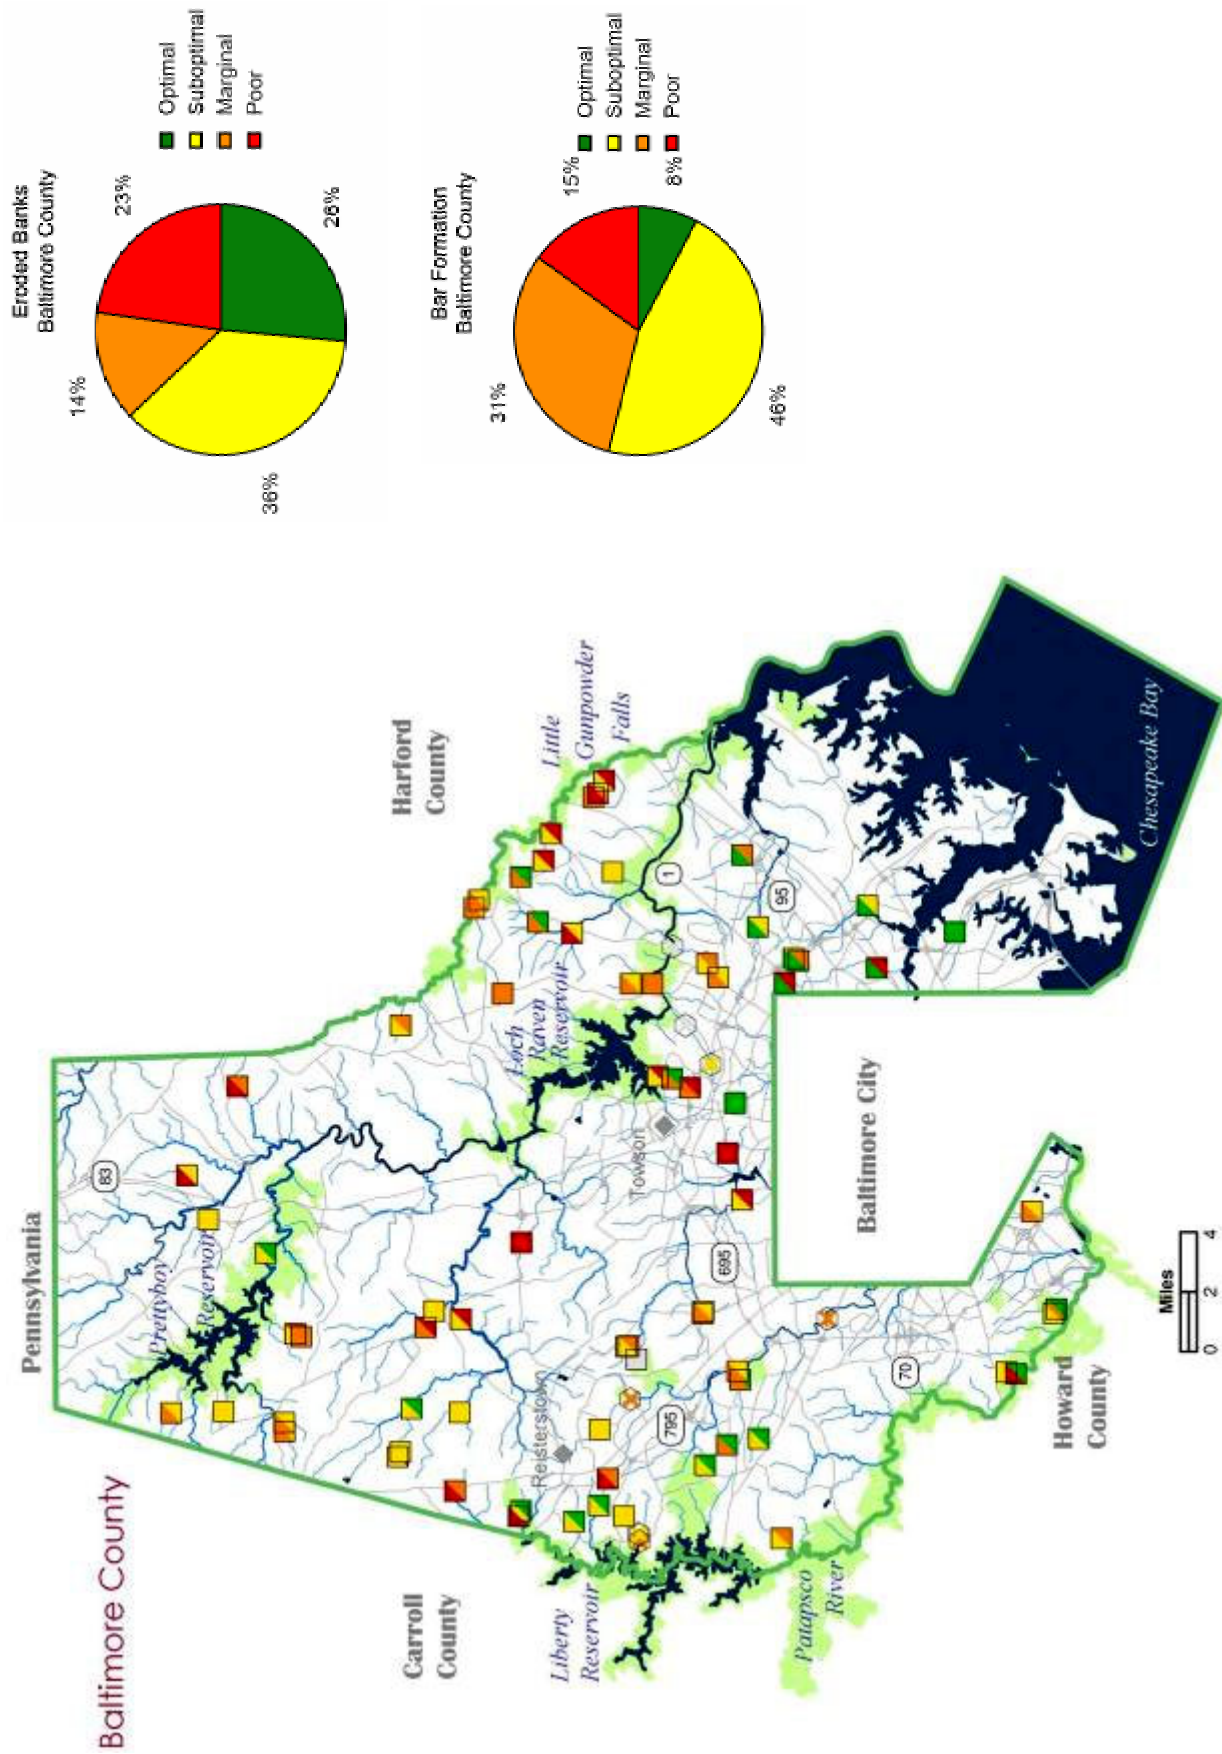 Baltimore County
Pennsylvania
Harford
County
Carroll
County
Howard
County
Baltimore City
Prettyboy
Reservoir
Loch
Raven
Reservoir
Little
Gunpowder
Falls
Liberty
Reservoir
Patapsco
River
Chesapeake Bay
Towson
Reisterstown
83
1
95
695
795
70
Miles
0 2 4
Eroded Banks
Baltimore County
14%
23%
36%
26%
Optimal
Suboptimal
Marginal
Poor
Bar Formation
Baltimore County
31%
15%
46%
8%
Optimal
Suboptimal
Marginal
Poor